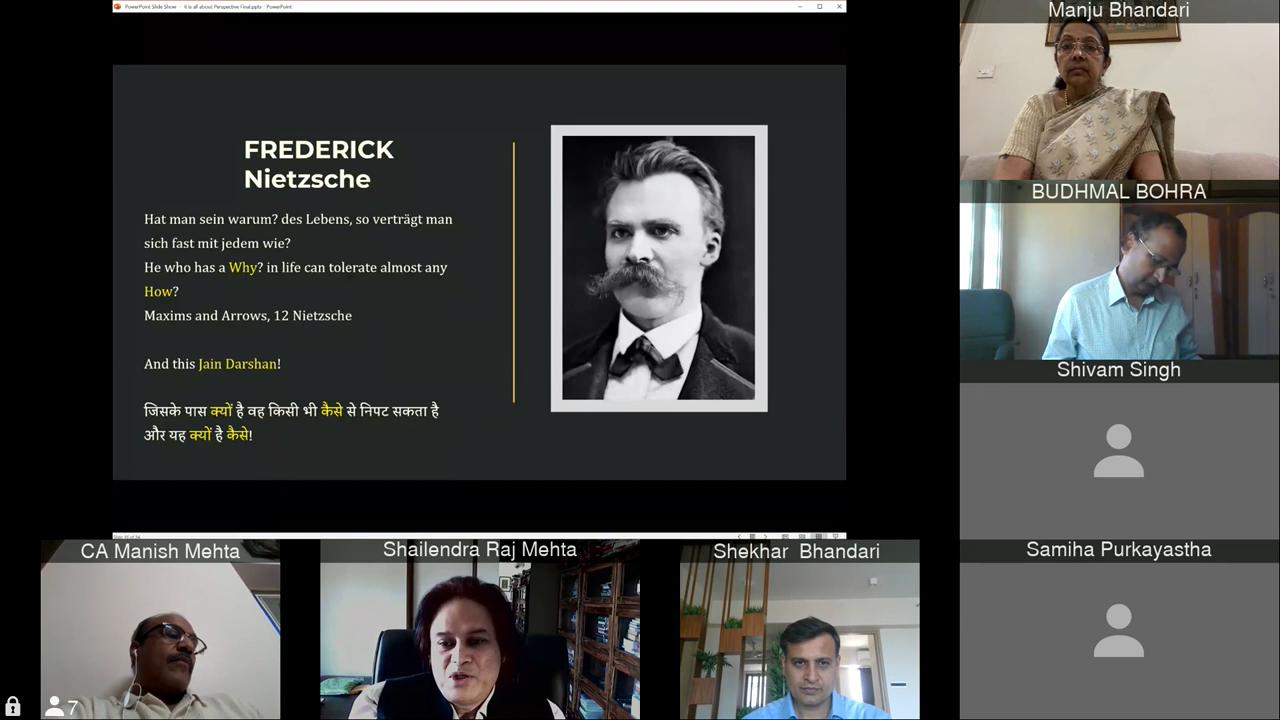 PowerPoint Slide Show - It is all about Perspective Final.pptx - PowerPoint
Manju Bhandari
FREDERICK
Nietzsche
Hat man sein warum? des Lebens, so verträgt man
sich fast mit jedem wie?
He who has a Why? in life can tolerate almost any
How?
Maxims and Arrows, 12 Nietzsche
And this Jain Darshan!
जिसके पास क्यों है वह किसी भी कैसे से निपट सकता है
और यह क्यों है कैसे!
BUDHMAL BOHRA
Shivam Singh
Samiha Purkayastha
CA Manish Mehta
Shailendra Raj Mehta
Shekhar Bhandari
7